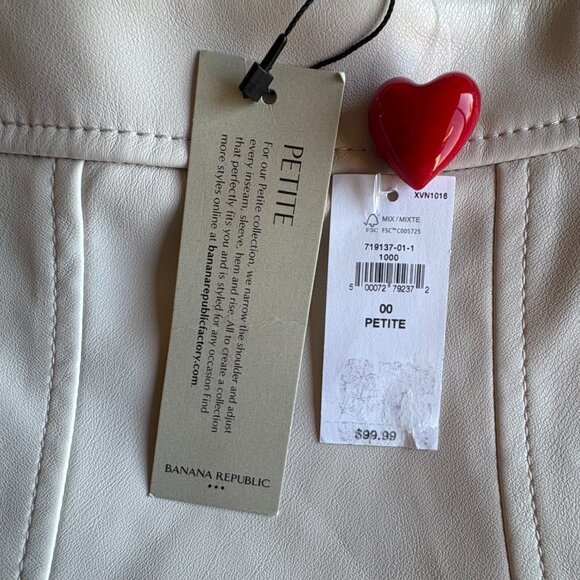 PETITE
For our Petite collection, we narrow the shoulder and adjust
every inseam, sleeve, hem and rise. All to create a collection
that perfectly fits you and is styled for any occasion Find
more styles online at bananarepublicfactory.com.
BANANA REPUBLIC
XVN1016
FSC
MIX / MIXTE
FSC™ C005725
719137-01-1
1000
5 00072 79237 2
00
PETITE
$99.99